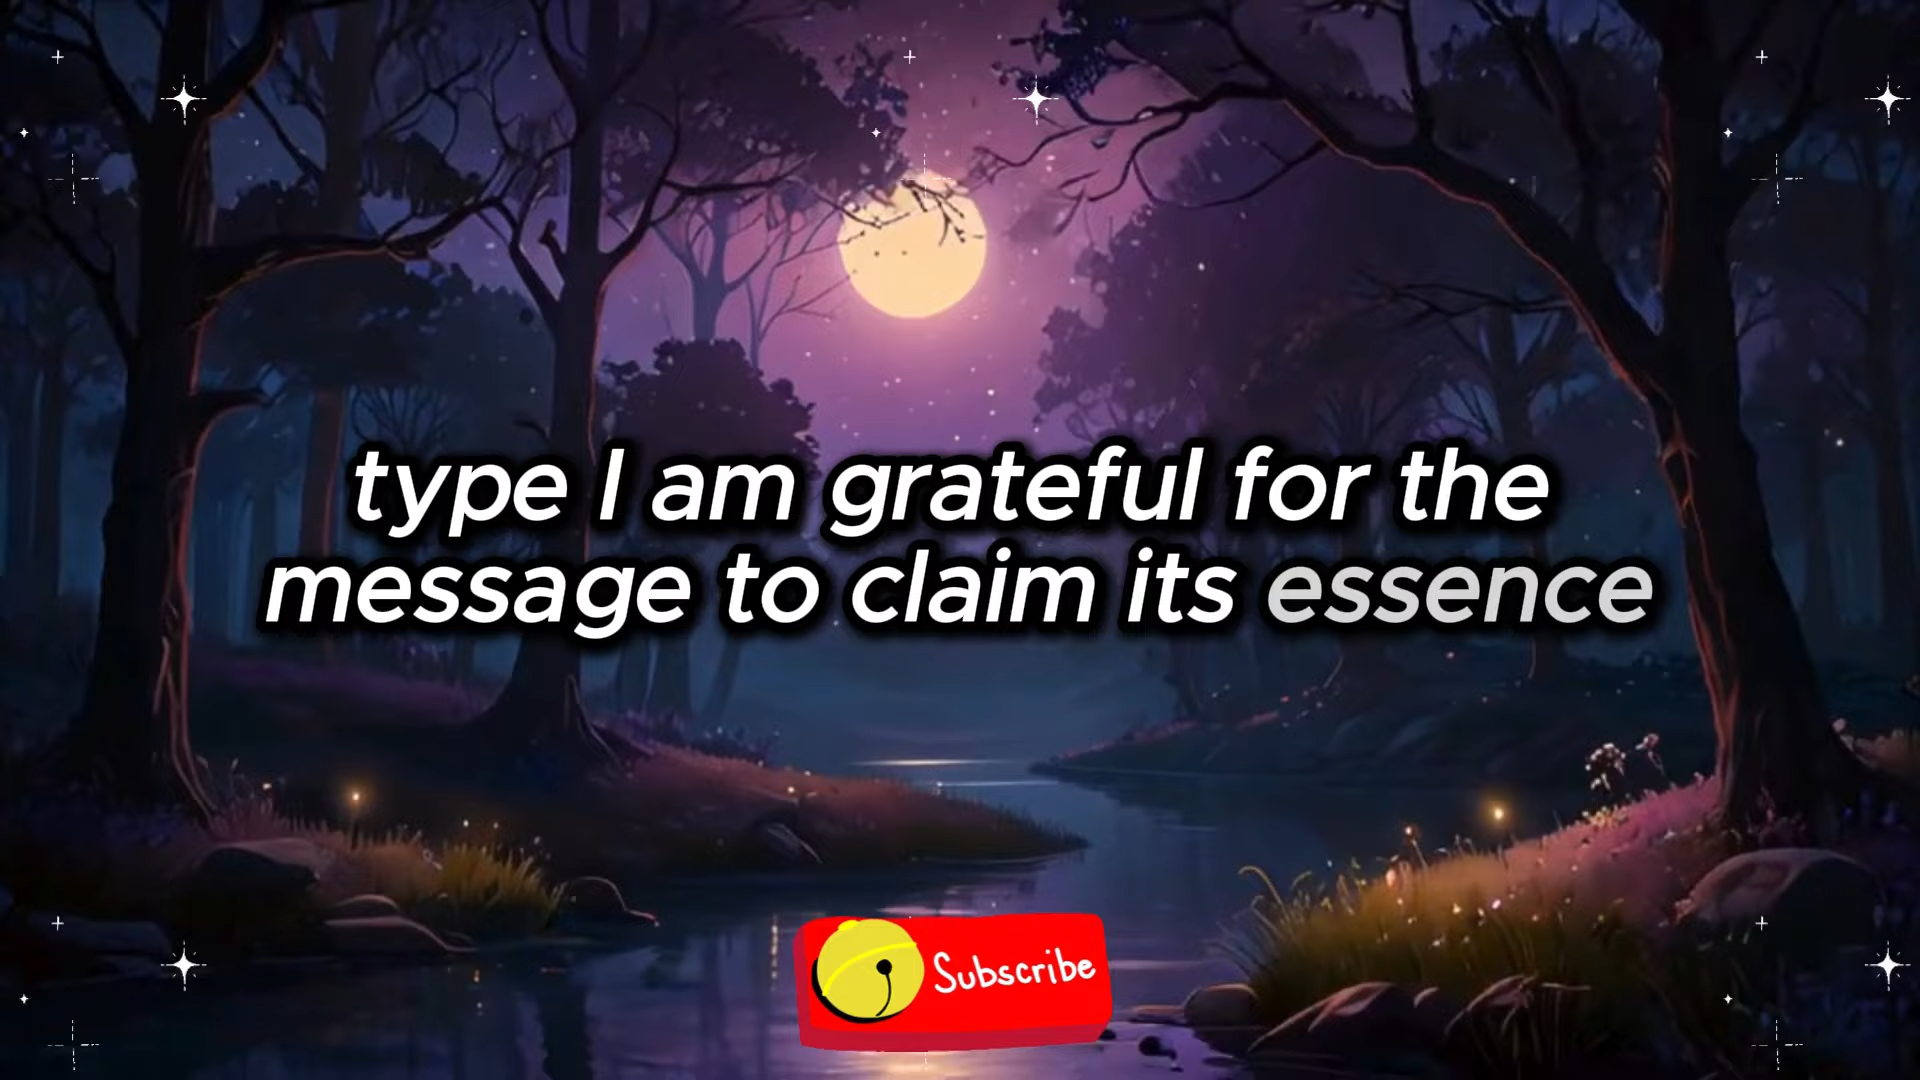 type I am grateful for the
message to claim its essence
Subscribe